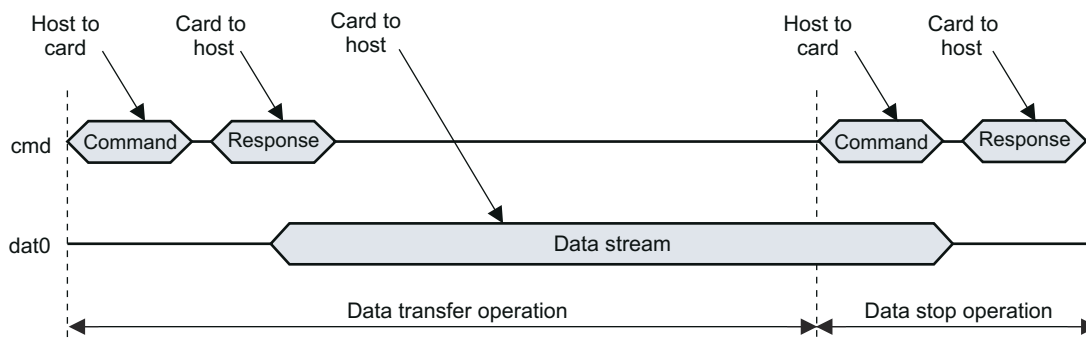 Host to
card
Card to
host
Card to
host
Host to
card
Card to
host
cmd
Command
Response
Command
Response
dat0
Data stream
Data transfer operation
Data stop operation